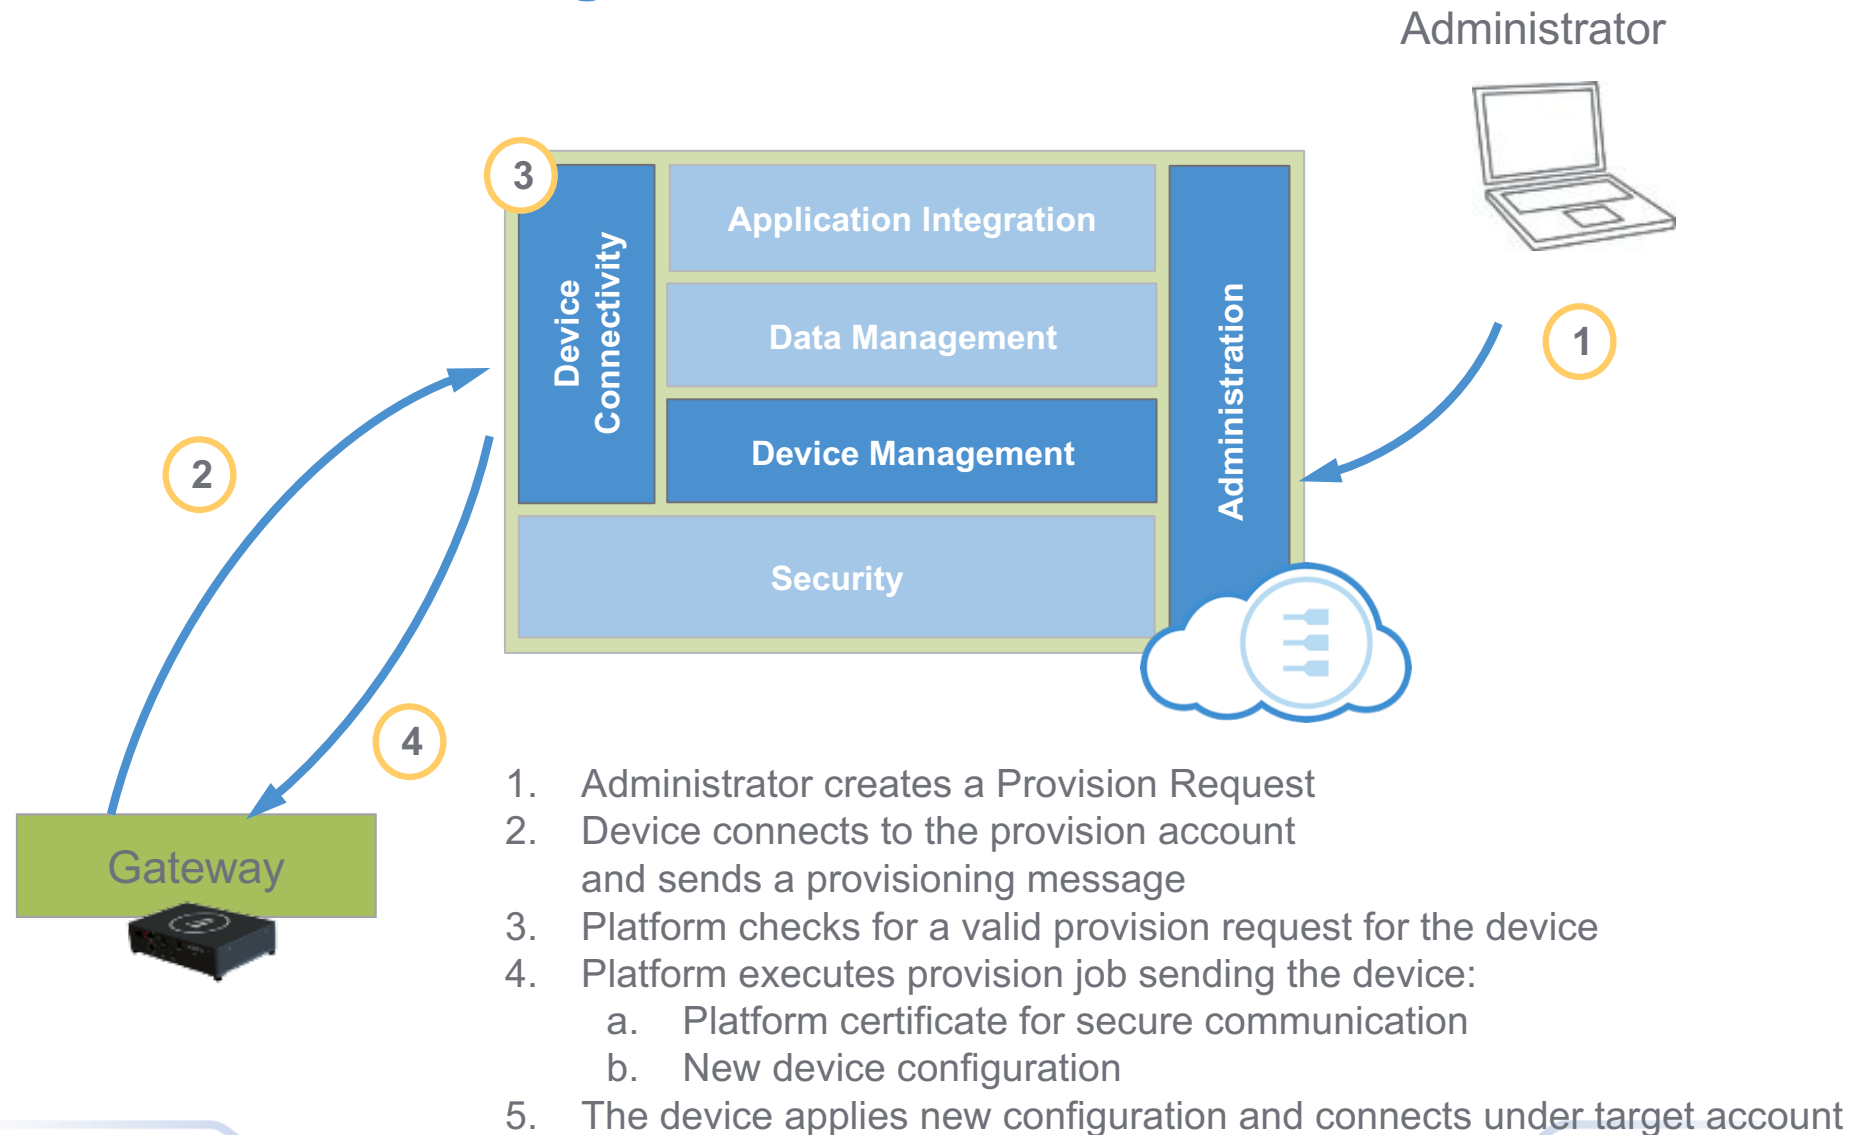 Administrator
3
Application Integration
Device
Connectivity
Data Management
Administration
1
Device Management
2
Security
4
1. Administrator creates a Provision Request
2. Device connects to the provision account
and sends a provisioning message
Gateway
3. Platform checks for a valid provision request for the device
4. Platform executes provision job sending the device:
a. Platform certificate for secure communication
b. New device configuration
5. The device applies new configuration and connects under target account